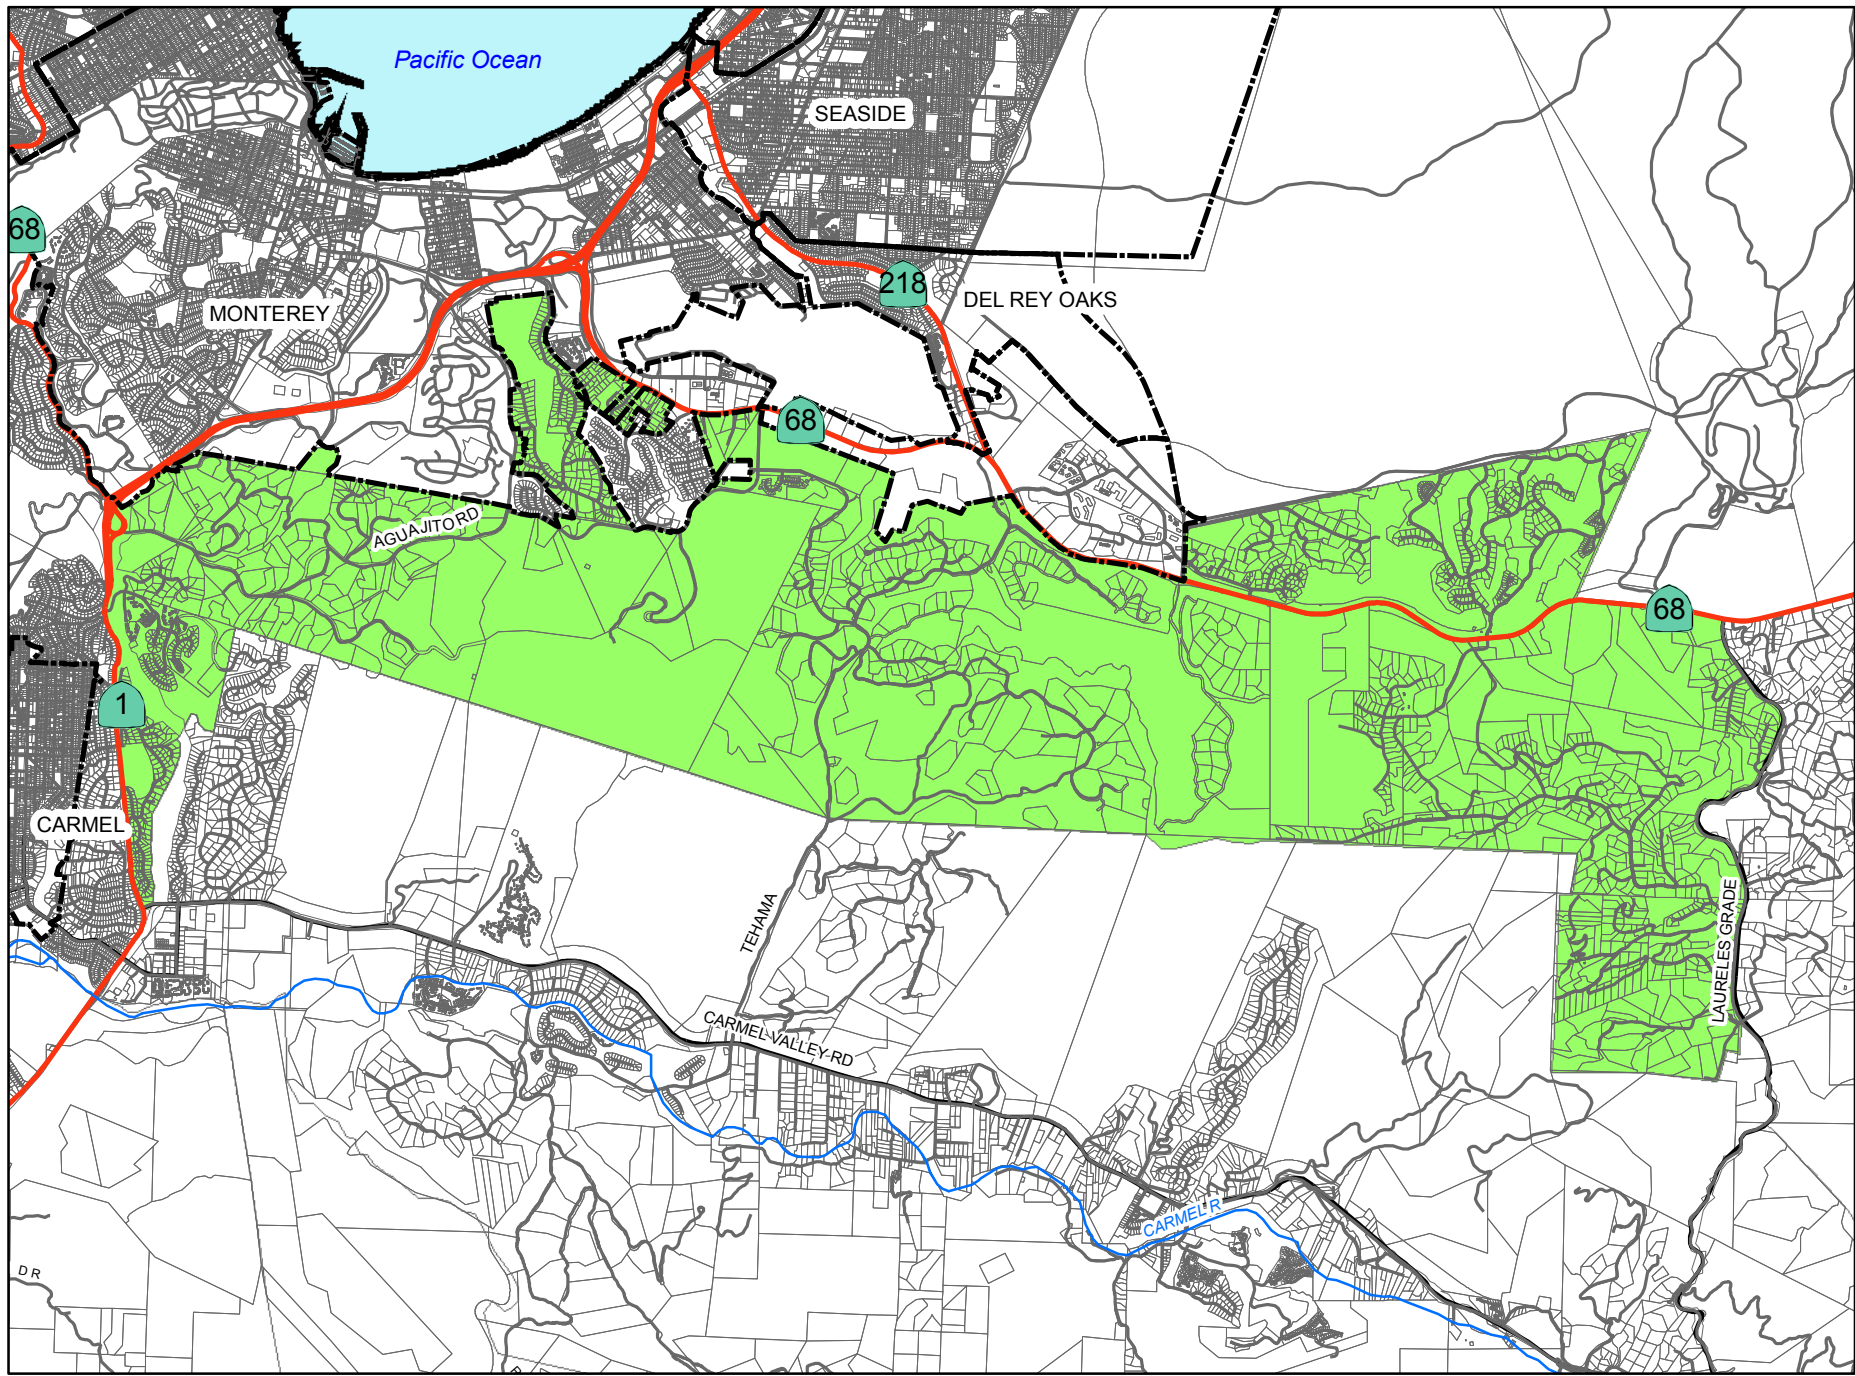 Pacific Ocean
SEASIDE
68
218
DEL REY OAKS
MONTEREY
68
AGUAJITO RD
68
1
CARMEL
TEHAMA
LAURELES GRADE
CARMEL VALLEY RD
CARMEL R
DR